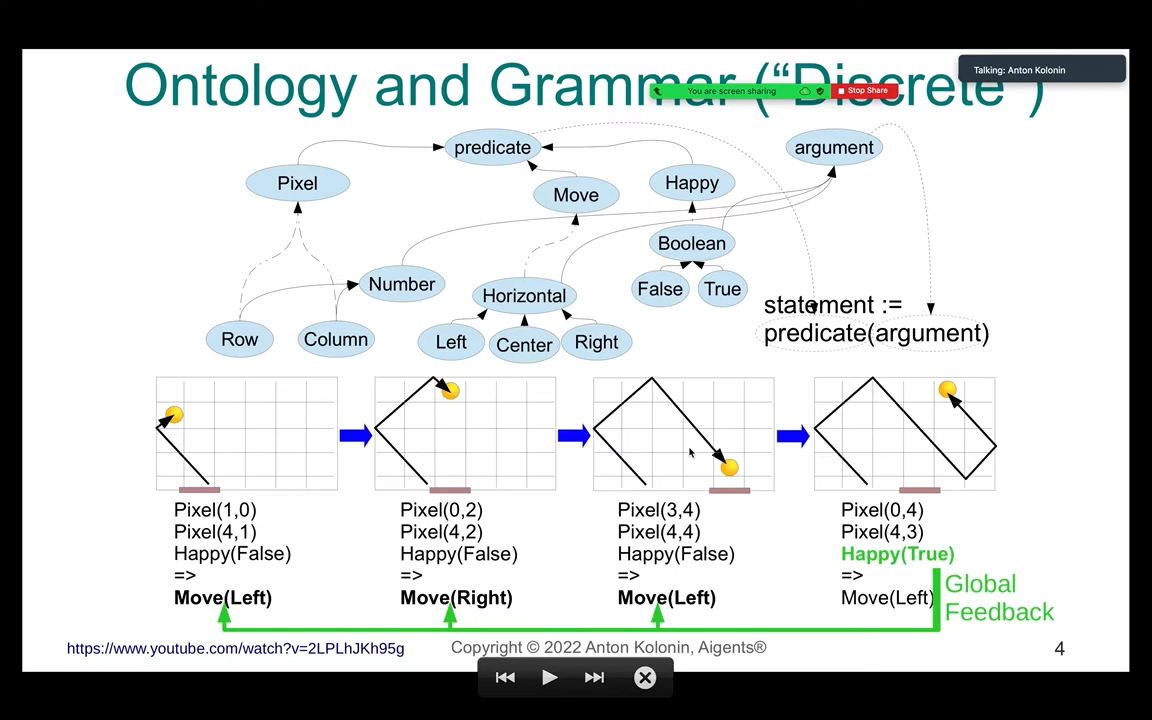 Talking: Anton Kolonin
Ontology and Grammar (“Discrete”)
You are screen sharing
Stop Share
predicate
argument
Pixel
Move
Happy
Boolean
Number
Horizontal
False
True
Row
Column
Left
Center
Right
statement :=
predicate(argument)
Pixel(1,0)
Pixel(4,1)
Happy(False)
=>
Move(Left)
Pixel(0,2)
Pixel(4,2)
Happy(False)
=>
Move(Right)
Pixel(3,4)
Pixel(4,4)
Happy(False)
=>
Move(Left)
Pixel(0,4)
Pixel(4,3)
Happy(True)
=>
Move(Left)
Global
Feedback
https://www.youtube.com/watch?v=2LPLhJKh95g
Copyright © 2022 Anton Kolonin, Aigents®
4